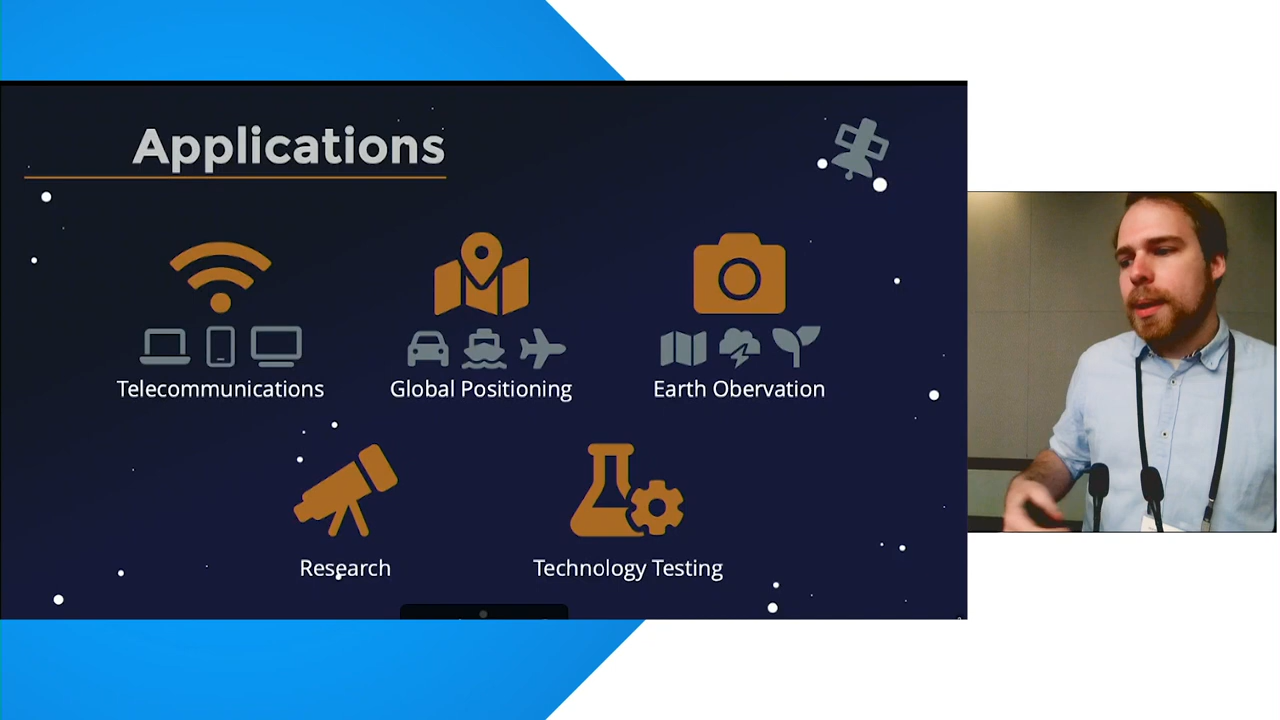 Applications
Telecommunications
Global Positioning
Earth Obervation
Research
Technology Testing